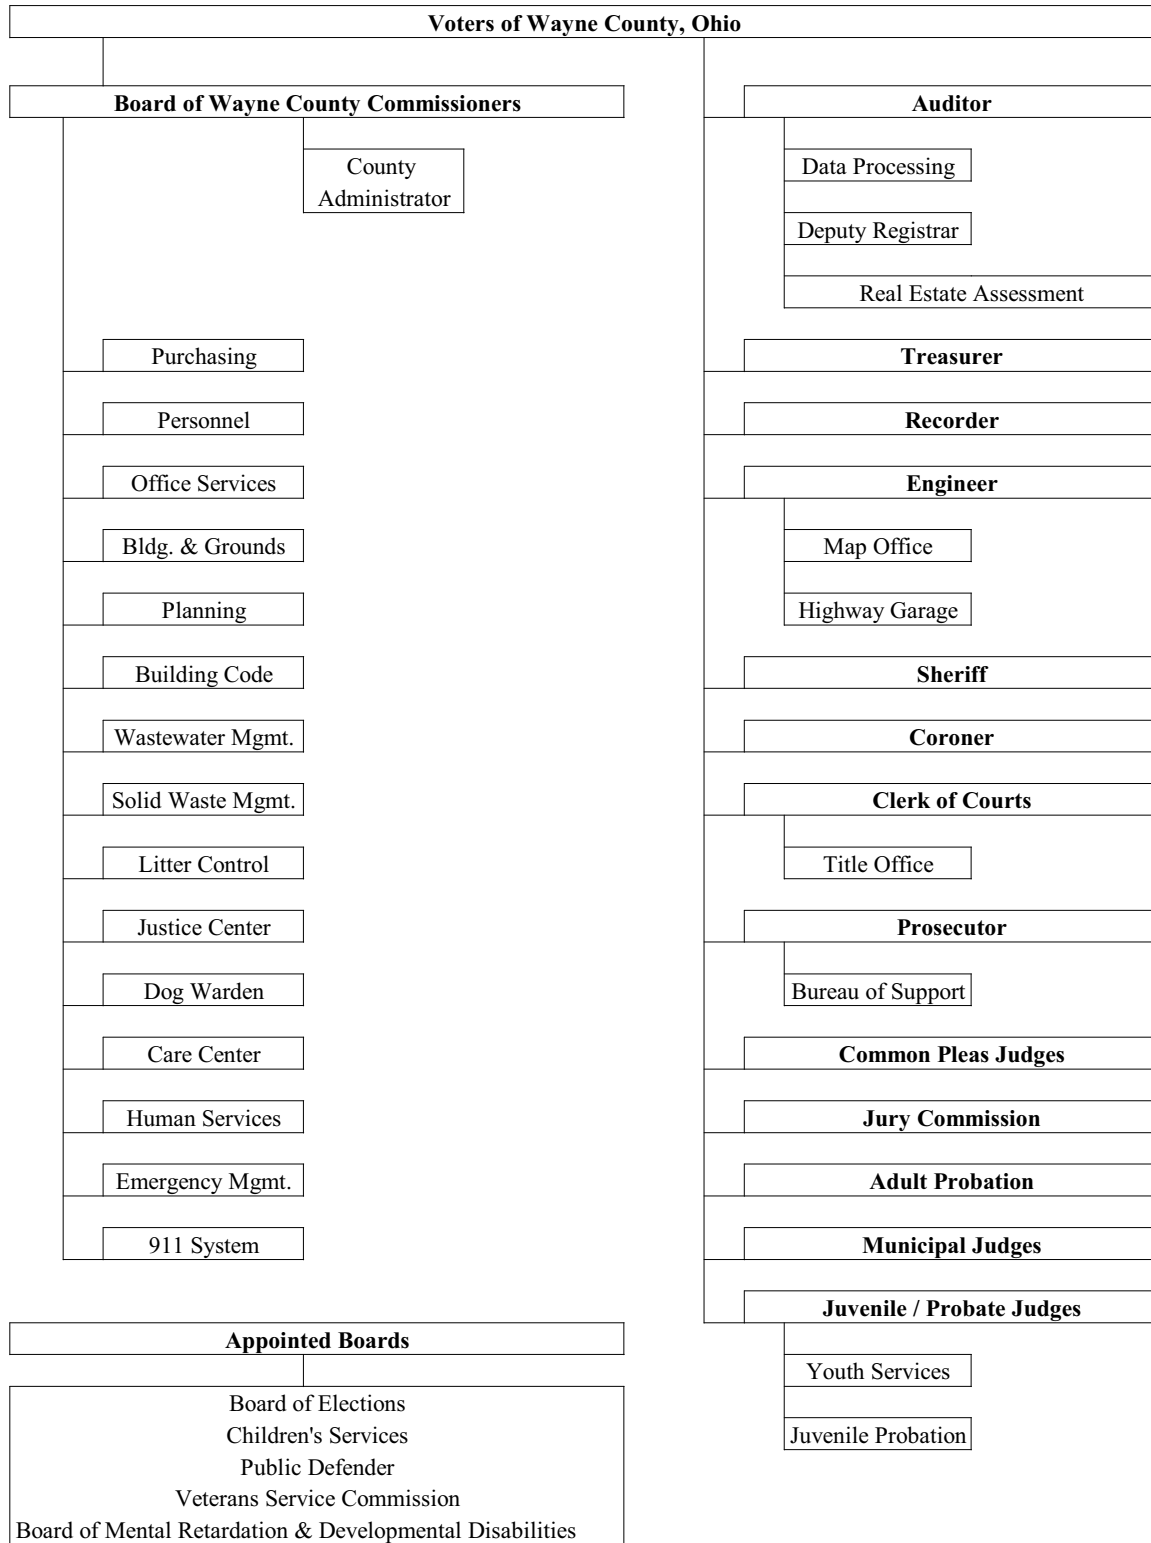 Voters of Wayne County, Ohio
Board of Wayne County Commissioners
County
Administrator
Purchasing
Personnel
Office Services
Bldg. & Grounds
Planning
Building Code
Wastewater Mgmt.
Solid Waste Mgmt.
Litter Control
Justice Center
Dog Warden
Care Center
Human Services
Emergency Mgmt.
911 System
Appointed Boards
Board of Elections
Children's Services
Public Defender
Veterans Service Commission
Board of Mental Retardation & Developmental Disabilities
Auditor
Data Processing
Deputy Registrar
Real Estate Assessment
Treasurer
Recorder
Engineer
Map Office
Highway Garage
Sheriff
Coroner
Clerk of Courts
Title Office
Prosecutor
Bureau of Support
Common Pleas Judges
Jury Commission
Adult Probation
Municipal Judges
Juvenile / Probate Judges
Youth Services
Juvenile Probation